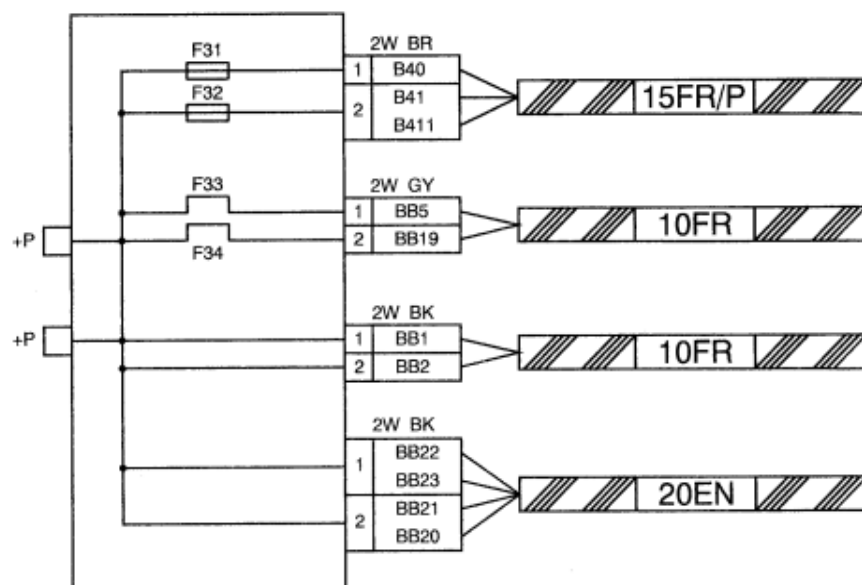 2W BR
F31
1 B40
F32
2 B41
B411
15FR/P
2W GY
F33
1 BB5
2 BB19
10FR
+P
F34
2W BK
+P
1 BB1
2 BB2
10FR
2W BK
1 BB22
BB23
2 BB21
BB20
20EN